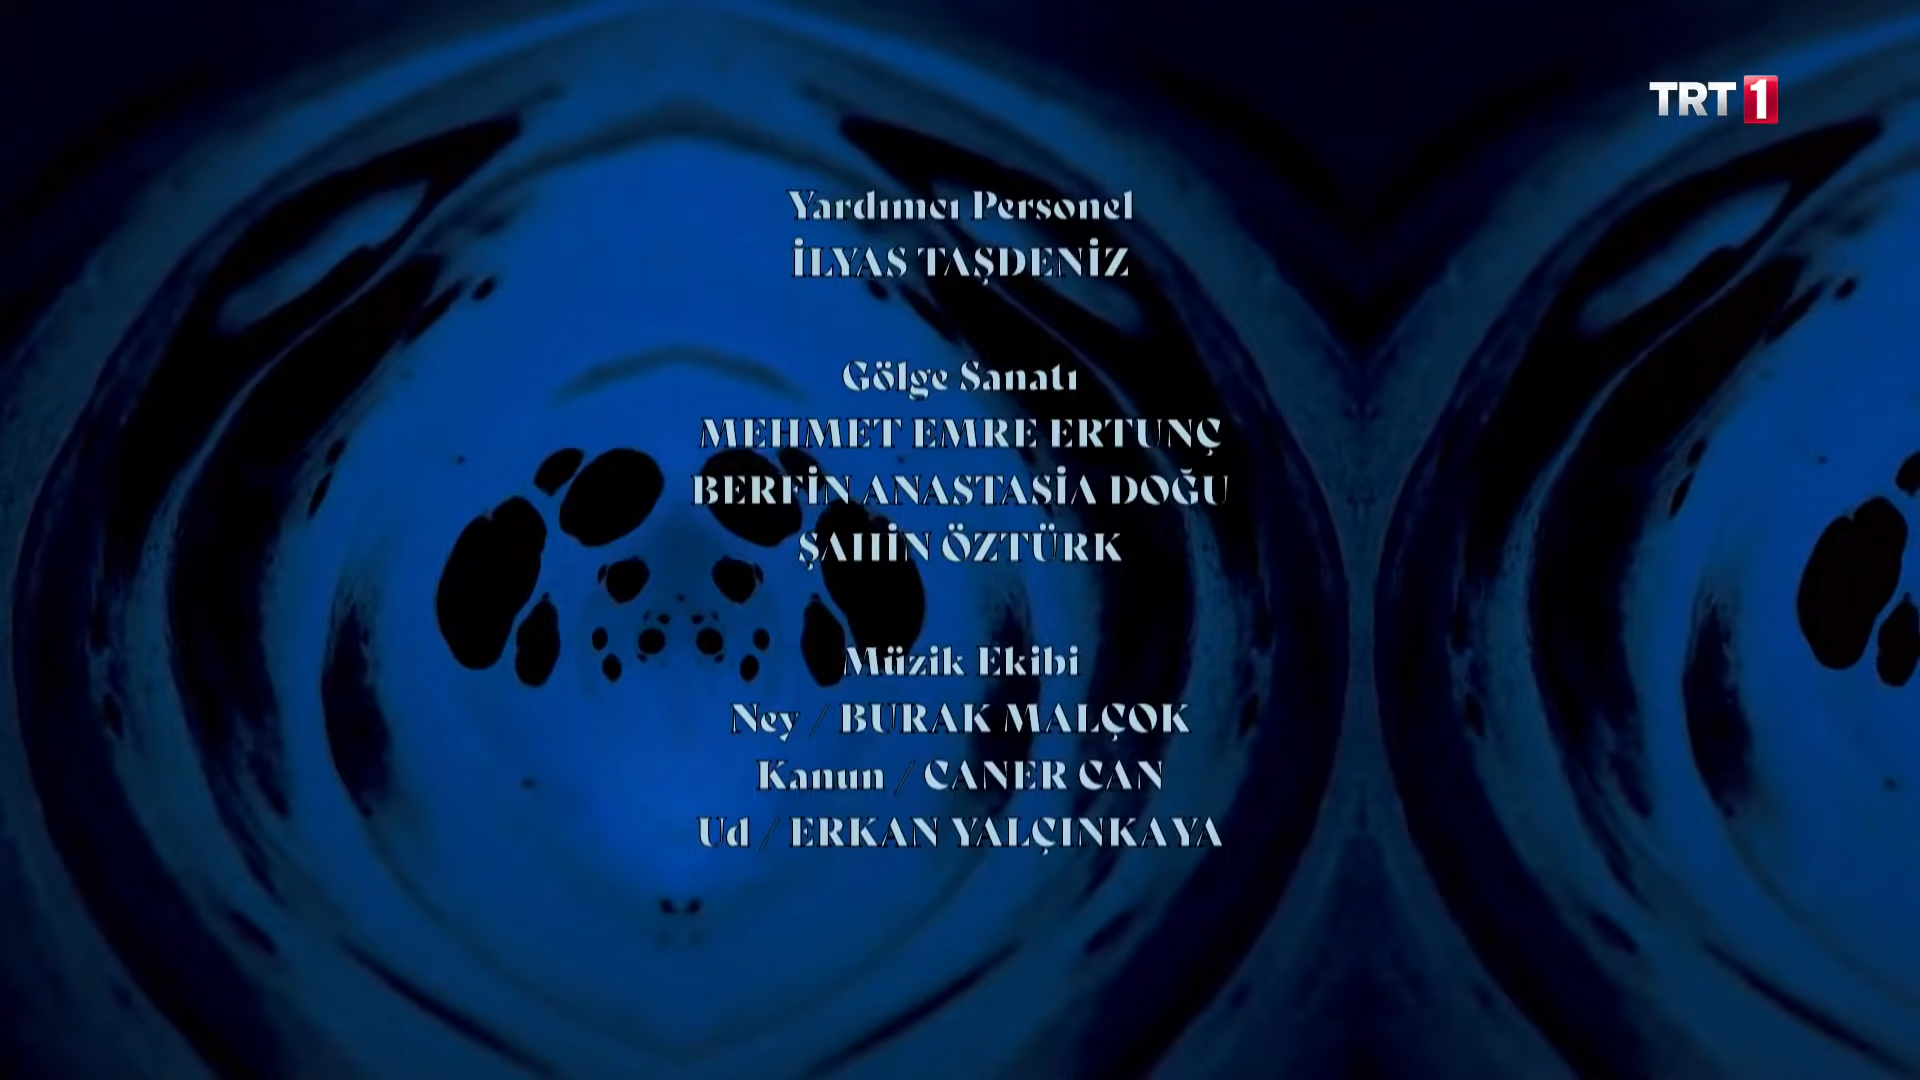 TRT 1
Yardımcı Personel
İLYAS TAŞDENİZ
Gölge Sanatı
MEHMET EMRE ERTUNÇ
BERFİN ANASTASİA DOĞU
ŞAHİN ÖZTÜRK
Müzik Ekibi
Ney / BURAK MALÇOK
Kanun / CANER CAN
Ud / ERKAN YALÇINKAYA